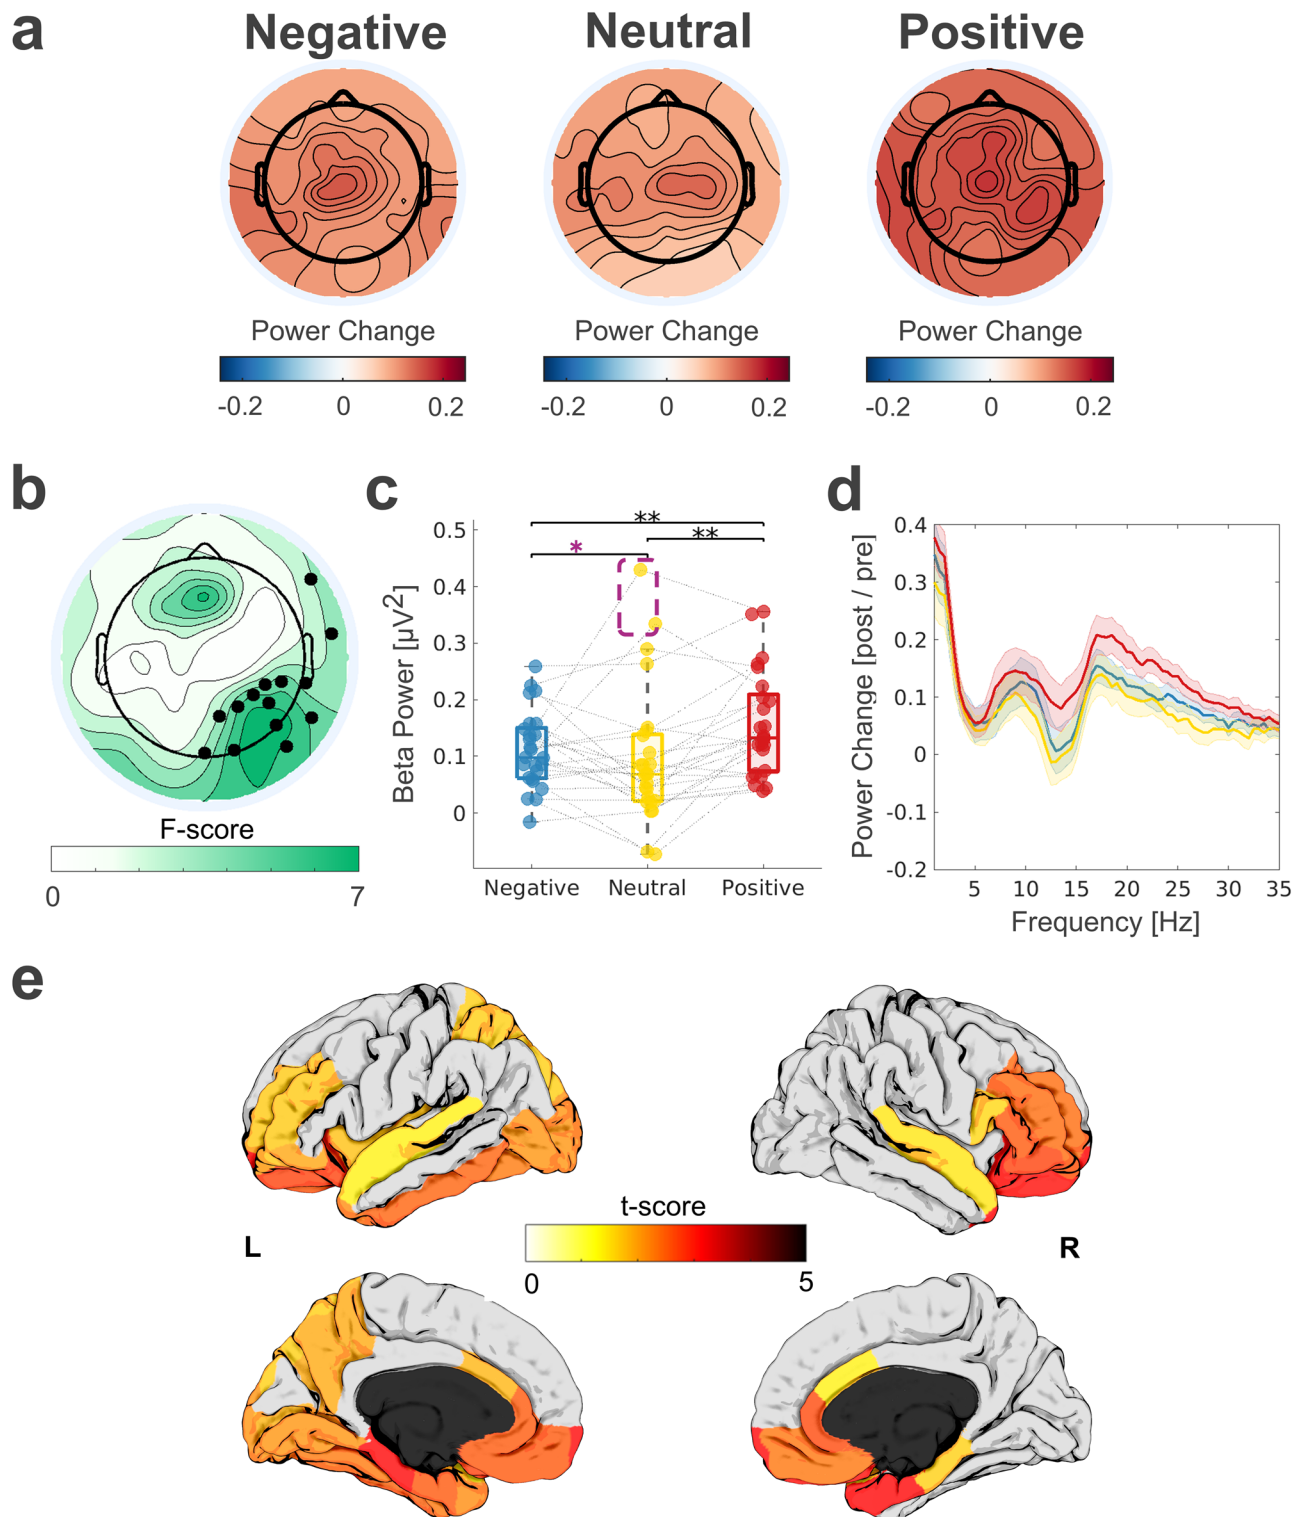 a
Negative Neutral Positive
Power Change Power Change Power Change
-0.2 0 0.2 -0.2 0 0.2 -0.2 0 0.2
b
F-score
0 7
c
** 
**
*
Beta Power [µV²]
0.5
0.4
0.3
0.2
0.1
0
Negative Neutral Positive
d
Power Change [post / pre]
0.4
0.3
0.2
0.1
0
-0.1
-0.2
5 10 15 20 25 30 35
Frequency [Hz]
e
t-score
L R
0 5